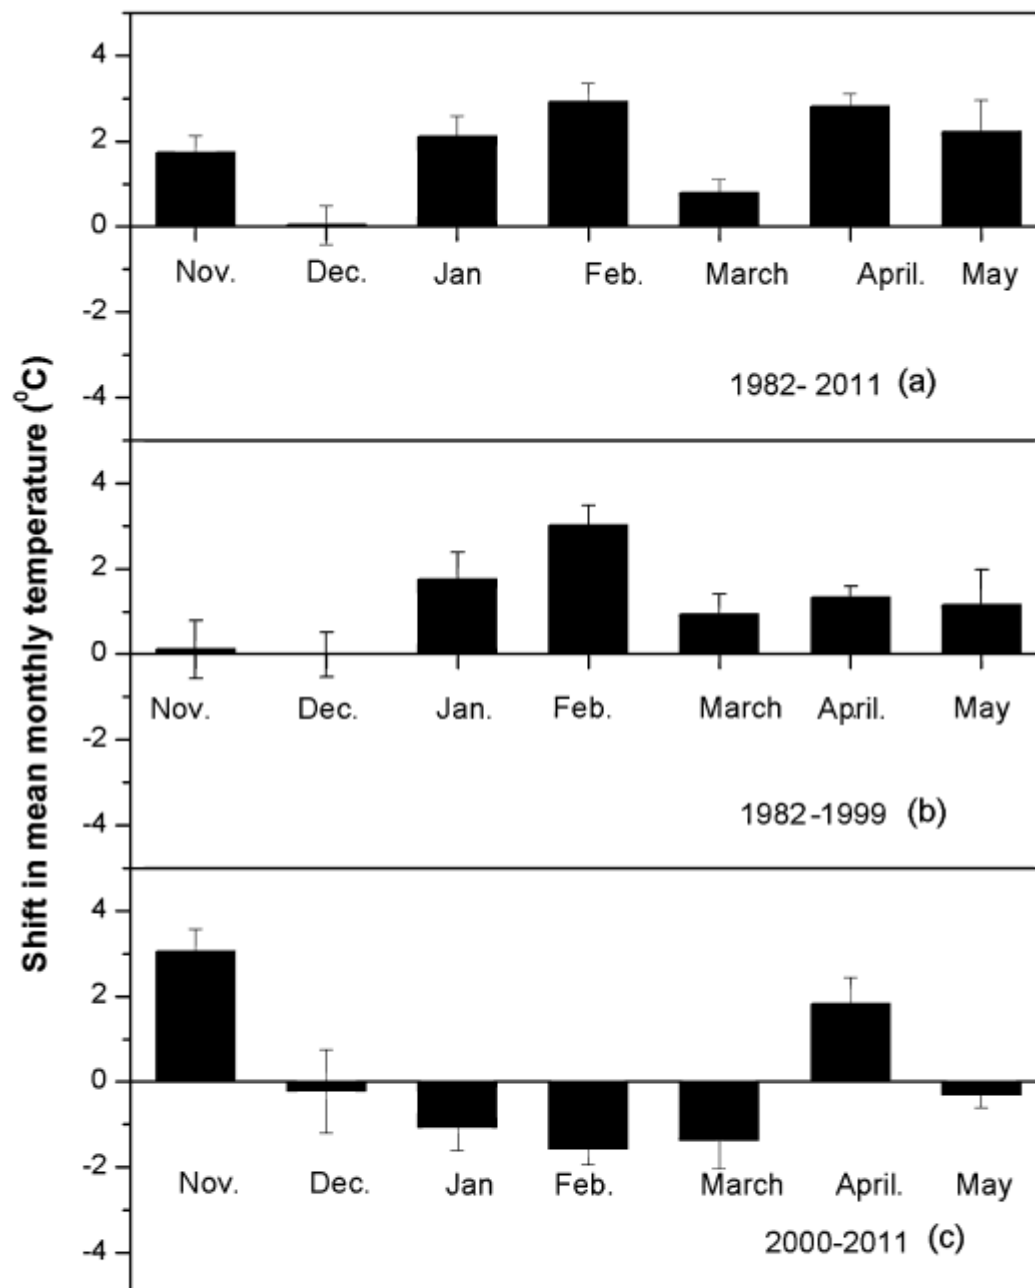 Shift in mean monthly temperature (⁰C)
4
2
0
-2
-4
Nov.
Dec.
Jan
Feb.
March
April.
May
1982- 2011 (a)
4
2
0
-2
-4
Nov.
Dec.
Jan.
Feb.
March
April.
May
1982-1999 (b)
4
2
0
-2
-4
Nov.
Dec.
Jan
Feb.
March
April.
May
2000-2011 (c)